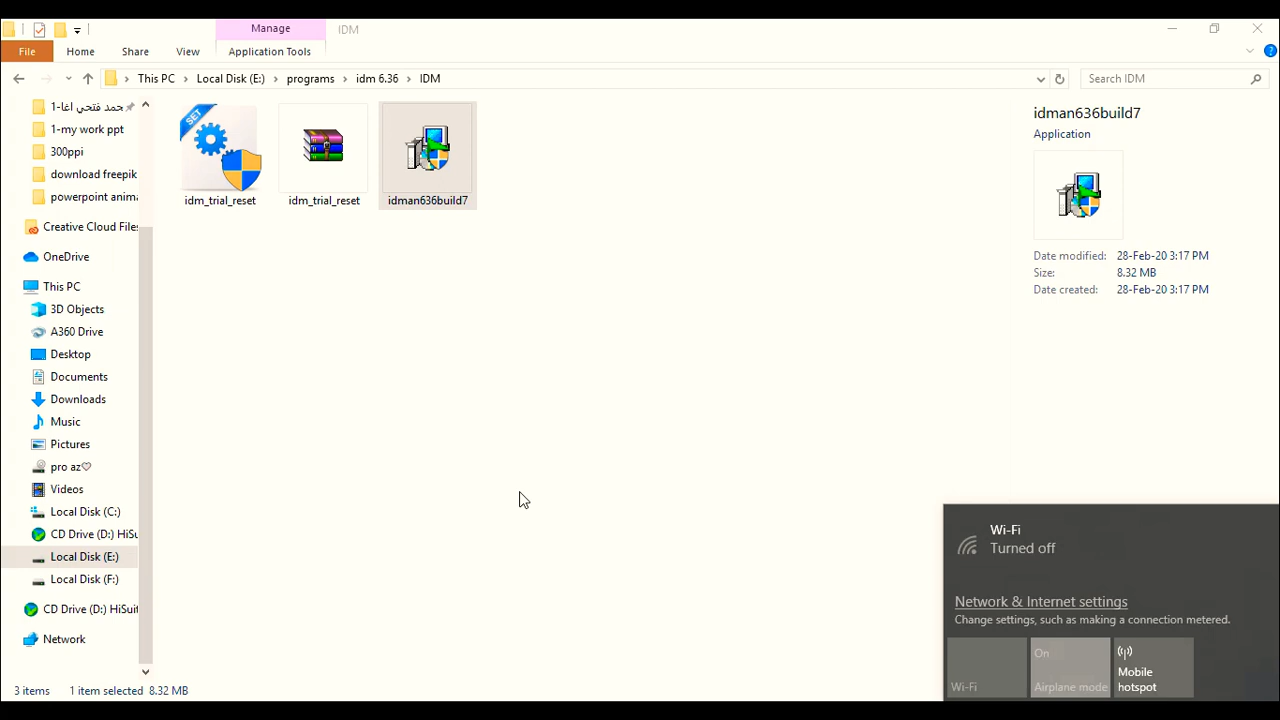 Manage
IDM
File
Home
Share
View
Application Tools
This PC
Local Disk (E:)
programs
idm 6.36
IDM
Search IDM
1-حمد فتحي اغا
1-my work ppt
300ppi
download freepik
powerpoint anima
Creative Cloud Files
OneDrive
This PC
3D Objects
A360 Drive
Desktop
Documents
Downloads
Music
Pictures
pro az♡
Videos
Local Disk (C:)
CD Drive (D:) HiSu
Local Disk (E:)
Local Disk (F:)
CD Drive (D:) HiSuit
Network
SET
idm_trial_reset
idm_trial_reset
idman636build7
idman636build7
Application
Date modified: 28-Feb-20 3:17 PM
Size: 8.32 MB
Date created: 28-Feb-20 3:17 PM
Wi-Fi
Turned off
Network & Internet settings
Change settings, such as making a connection metered.
Wi-Fi
On
Airplane mode
Mobile
hotspot
3 items
1 item selected 8.32 MB